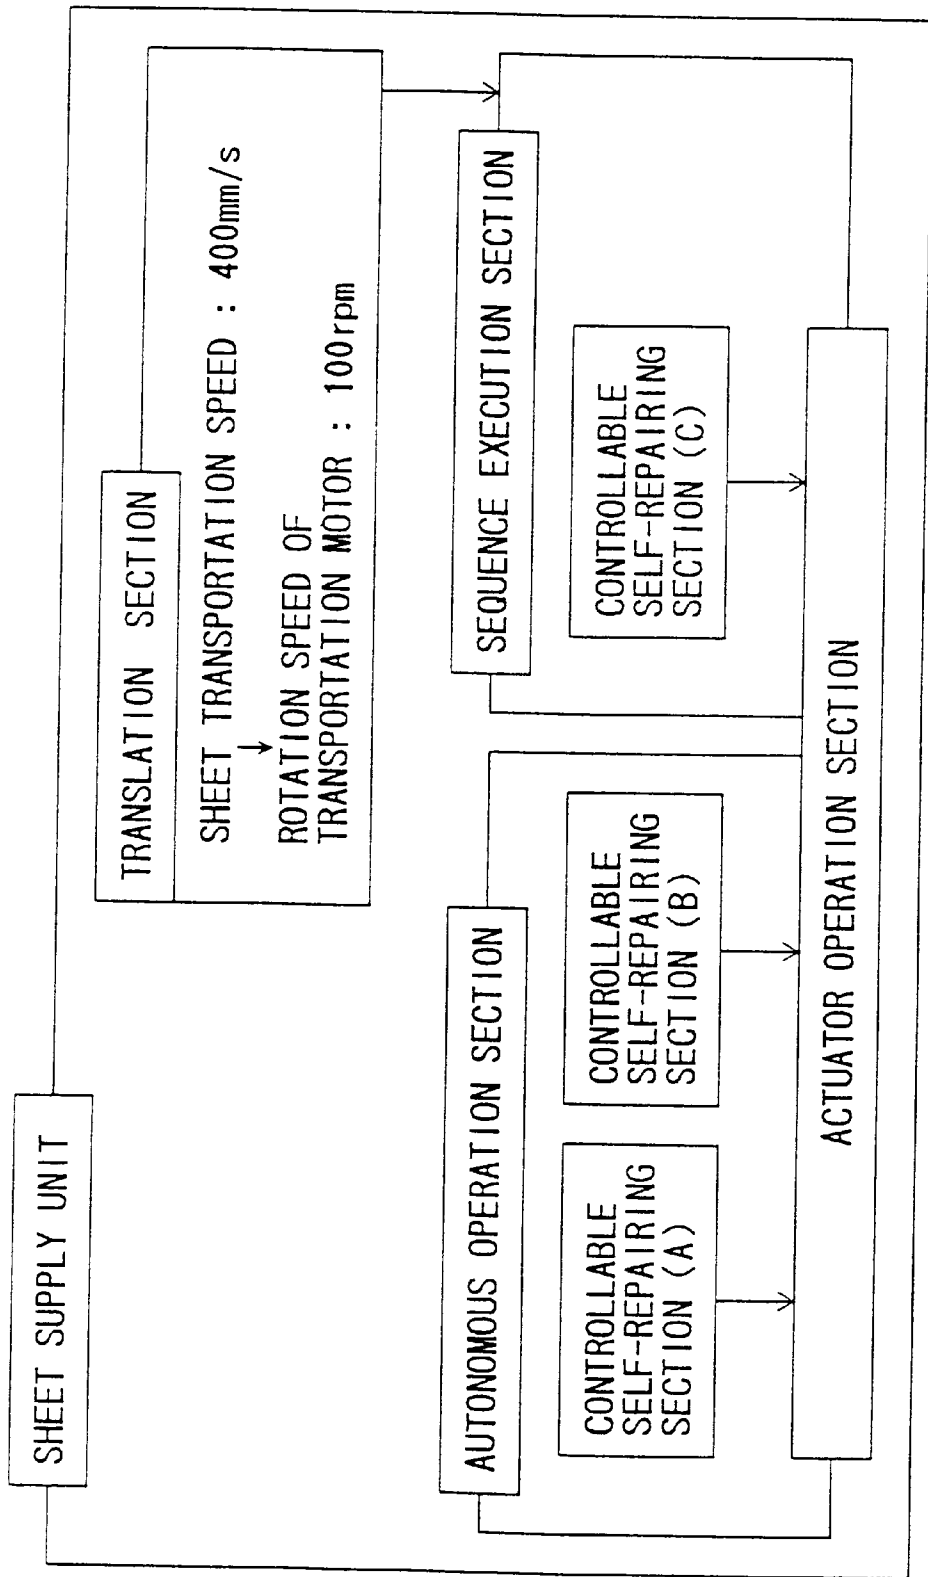 SHEET SUPPLY UNIT
TRANSLATION SECTION
SHEET TRANSPORTATION SPEED : 400mm/s
ROTATION SPEED OF
TRANSPORTATION MOTOR : 100rpm
AUTONOMOUS OPERATION SECTION
CONTROLLABLE
SELF-REPAIRING
SECTION (A)
CONTROLLABLE
SELF-REPAIRING
SECTION (B)
SEQUENCE EXECUTION SECTION
CONTROLLABLE
SELF-REPAIRING
SECTION (C)
ACTUATOR OPERATION SECTION